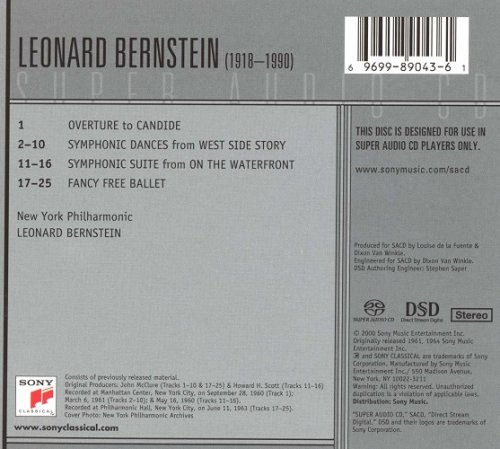 LEONARD BERNSTEIN (1918–1990)
SUPER AUDIO CD
6 9699-89043-6 1
1 OVERTURE to CANDIDE
2–10 SYMPHONIC DANCES from WEST SIDE STORY
11–16 SYMPHONIC SUITE from ON THE WATERFRONT
17–25 FANCY FREE BALLET
New York Philharmonic
LEONARD BERNSTEIN
THIS DISC IS DESIGNED FOR USE IN
SUPER AUDIO CD PLAYERS ONLY.
www.sonymusic.com/sacd
Produced for SACD by Louise de la Fuente &
Dixon Van Winkle.
Engineered for SACD by Dixon Van Winkle.
DSD Authoring Engineer: Stephen Saper
SUPER AUDIO CD
DSD
Direct Stream Digital
Stereo
© 2000 Sony Music Entertainment Inc.
Originally released 1961, 1964 Sony Music
Entertainment Inc.
and SONY CLASSICAL are trademarks of Sony
Corporation. Manufactured by Sony Music
Entertainment Inc. / 550 Madison Avenue,
New York, NY 10022-3211
Warning: All rights reserved. Unauthorized
duplication is a violation of applicable laws.
Distribution: Sony Music.
"SUPER AUDIO CD," SACD, "Direct Stream
Digital," DSD and their logos are trademarks of
Sony Corporation.
SONY
CLASSICAL
www.sonyclassical.com
Consists of previously released material.
Original Producers: John McClure (Tracks 1–10 & 17–25) & Howard H. Scott (Tracks 11–16)
Recorded at Manhattan Center, New York City, on September 28, 1960 (Track 1);
March 6, 1961 (Tracks 2–10); & May 16, 1960 (Tracks 11–16).
Recorded at Philharmonic Hall, New York City, on June 11, 1963 (Tracks 17–25).
Cover Photo: New York Philharmonic Archives